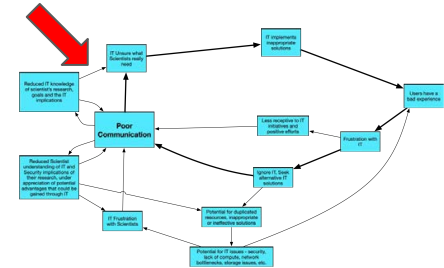 IT Unsure what
Scientists really
need
IT implements
inappropriate
solutions
Reduced IT knowledge
of scientist's research,
goals and the IT
implications
Users have a
bad experience
Poor
Communication
Less receptive to IT
initiatives and
positive efforts
Frustration with
IT
Reduced Scientist
understanding of IT and
Security implications of
their research, under
appreciation of potential
advantages that could be
gained through IT
Ignore IT, Seek
alternative IT
solutions
IT Frustration
with Scientists
Potential for duplicated
resources, inappropriate
or ineffective solutions
Potential for IT issues - security,
lack of compute, network
bottlenecks, storage issues, etc.